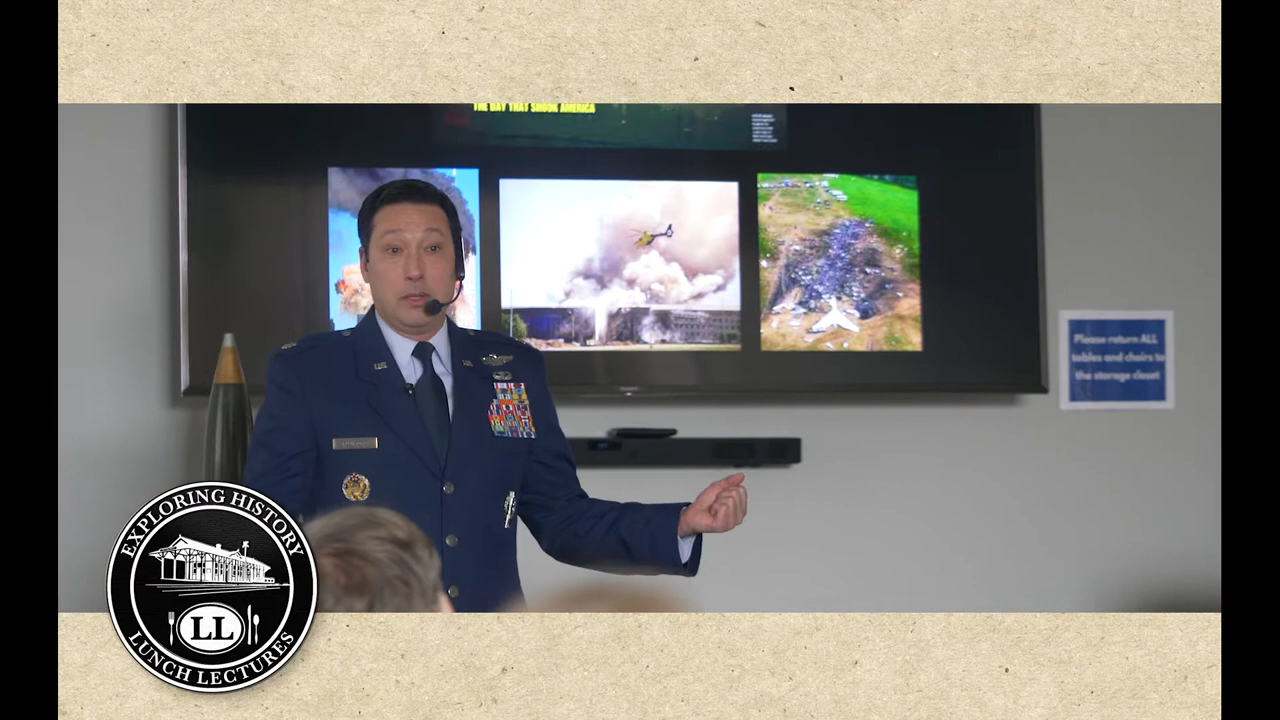 THE DAY THAT SHOOK AMERICA
Please return ALL
tables and chairs to
the storage closet
EXPLORING HISTORY
LL
LUNCH LECTURES